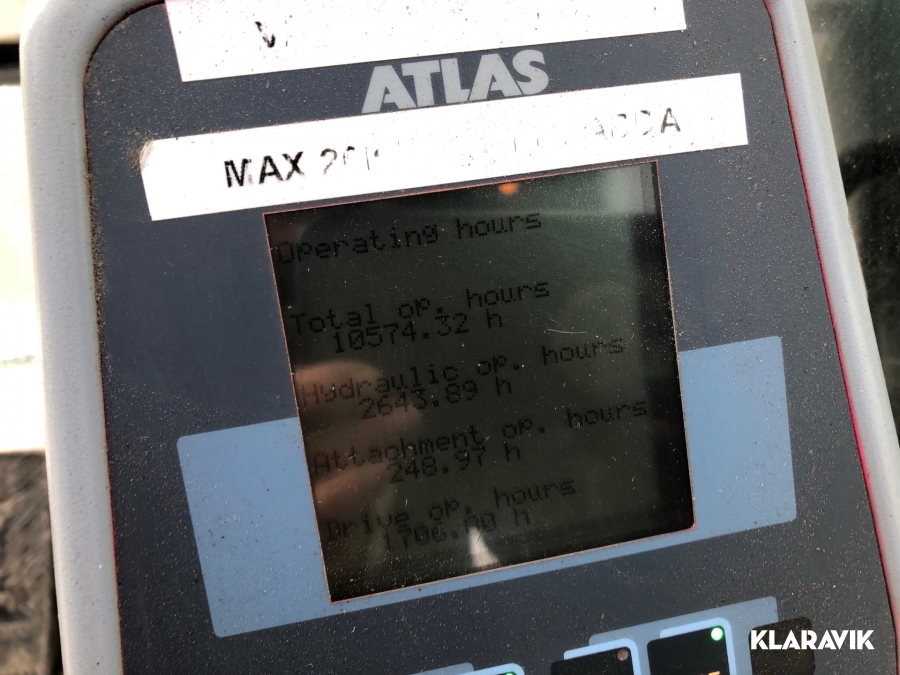 ATLAS
MAX
Operating hours
Total op. hours
10574.32 h
Hydraulic op. hours
2643.89 h
Attachment op. hours
248.97 h
Drive op. hours
h
KLARAVIK